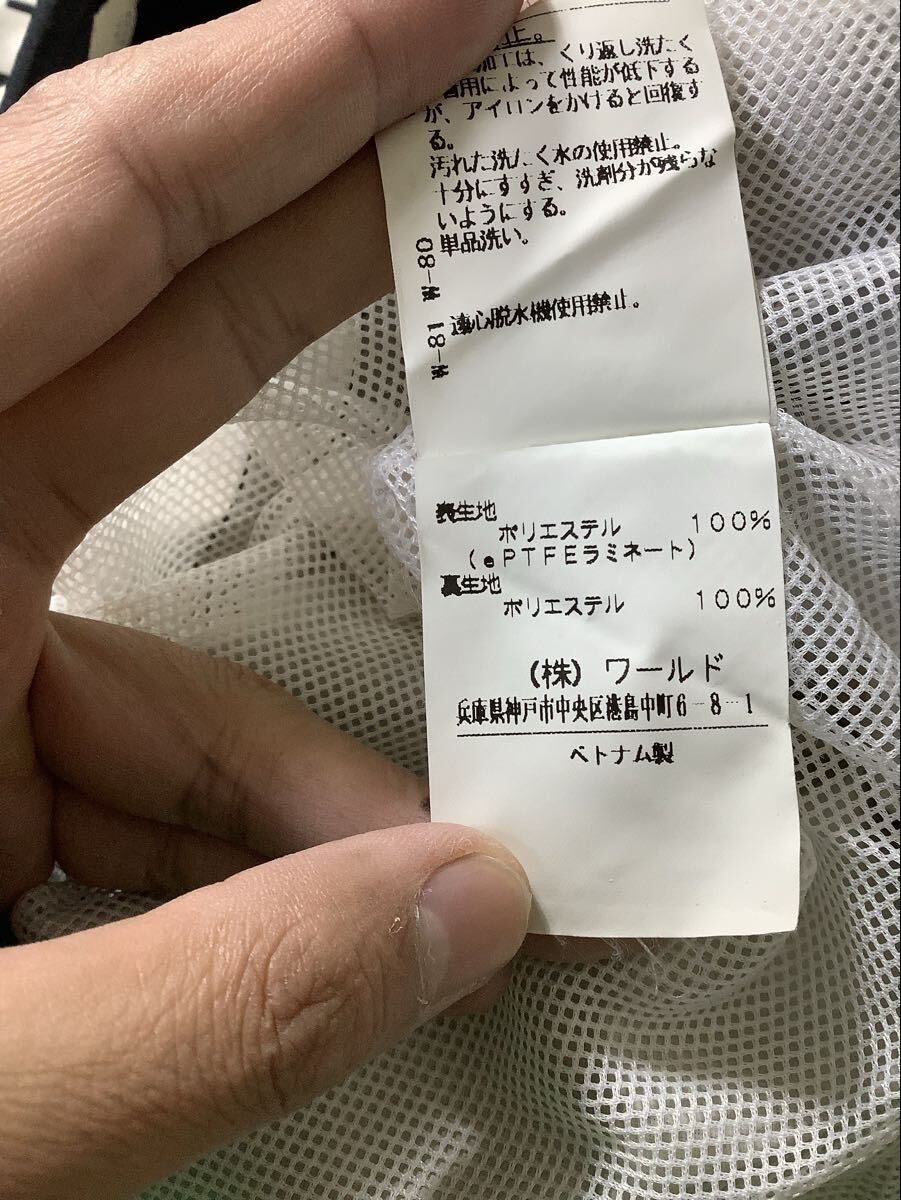 止。
加工は、くり返し洗たく
着用によって性能が低下する
が、アイロンをかけると回復す
る。
汚れた洗たく水の使用禁止。
十分にすすぎ、洗剤分が残らな
いようにする。
単品洗い。
遠心脱水機使用禁止。
W-80
W-81
表生地
ポリエステル 100%
(ePTFEラミネート)
裏生地
ポリエステル 100%
(株) ワールド
兵庫県神戸市中央区港島中町6-8-1
ベトナム製